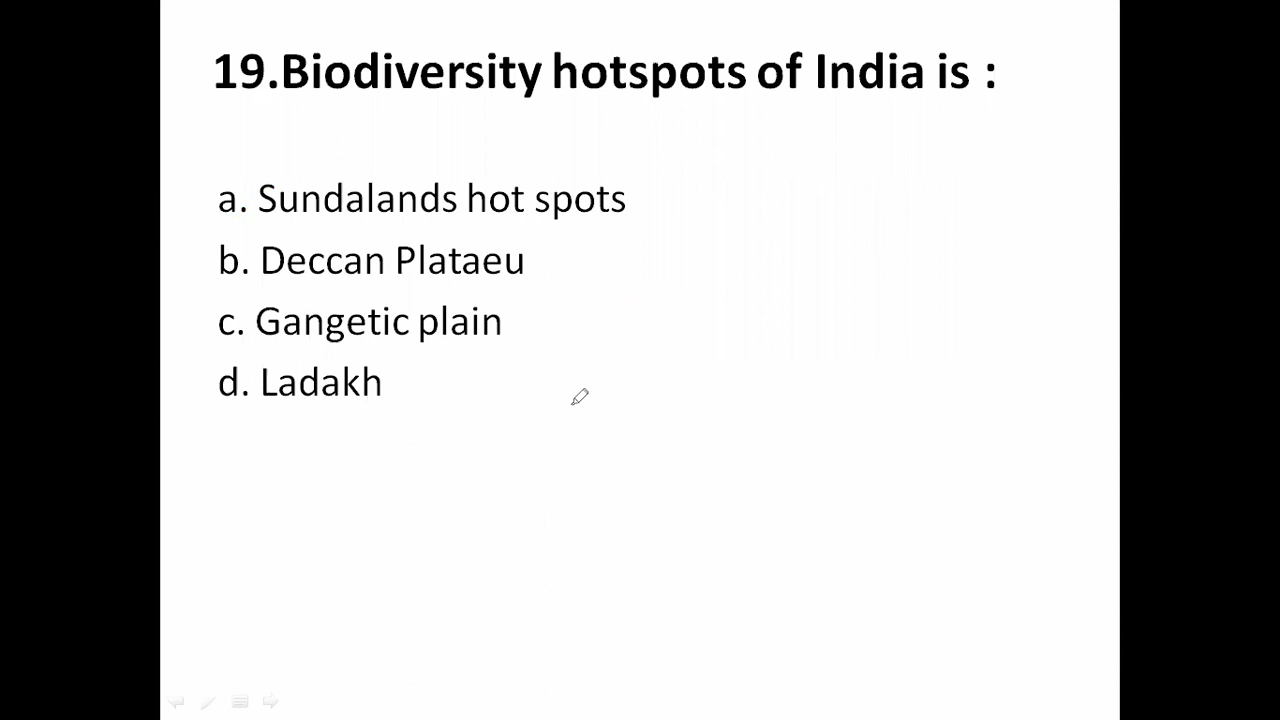 19.Biodiversity hotspots of India is :
a. Sundalands hot spots
b. Deccan Plataeu
c. Gangetic plain
d. Ladakh